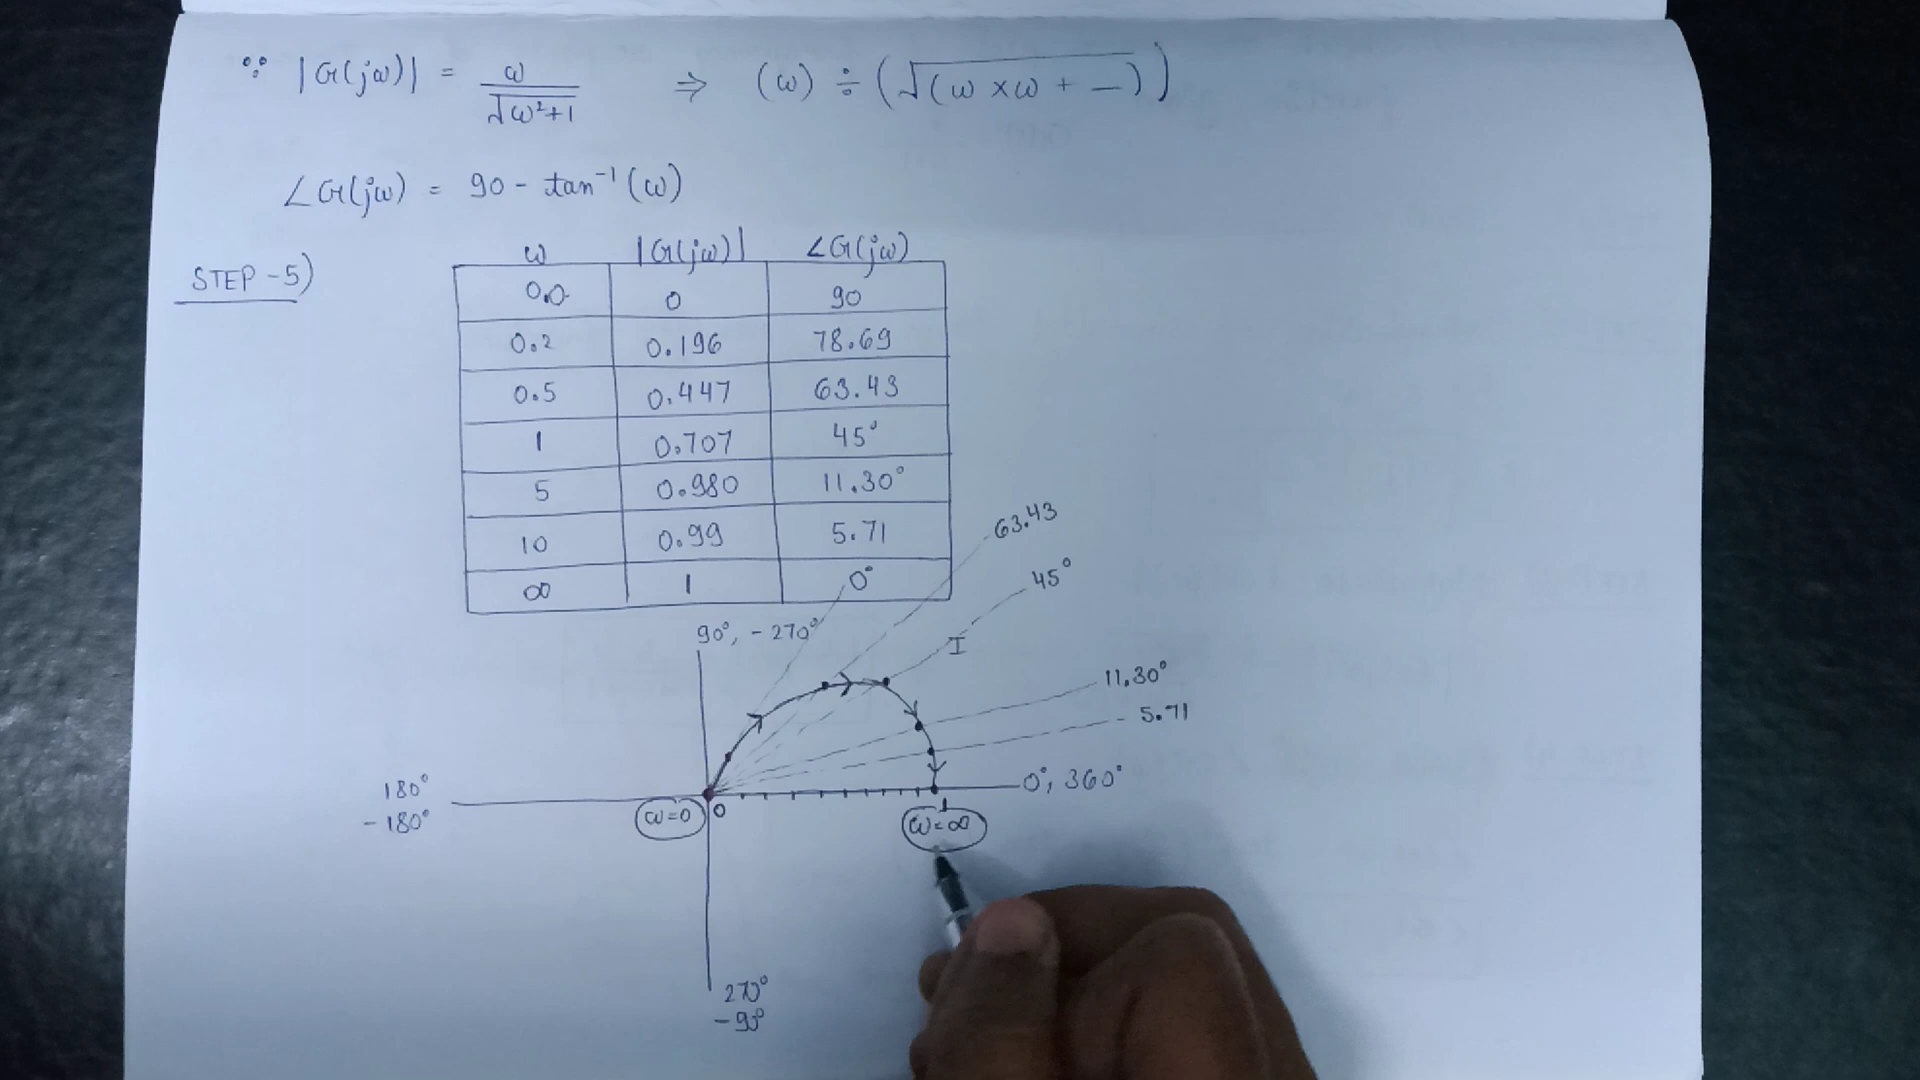 ∵ |G(jω)| = ω/√ω²+1 ⇒ (ω) ÷ (√(ω×ω + —))
∠G(jω) = 90 - tan⁻¹(ω)
STEP-5)
ω |G(jω)| ∠G(jω)
0.0 0 90
0.2 0.196 78.69
0.5 0.447 63.43
1 0.707 45°
5 0.980 11.30°
10 0.99 5.71
∞ 1 0°
63.43
45°
90°, -270°
I
11.30°
5.71
180°
-180°
0°, 360°
ω=0
0
1
ω=∞
270°
-90°